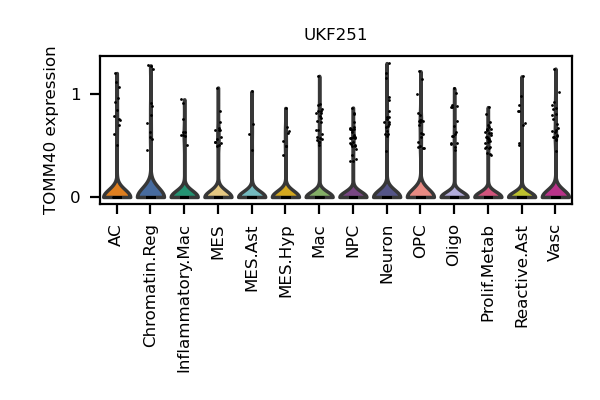 UKF251
TOMM40 expression
1
0
AC
Chromatin.Reg
Inflammatory.Mac
MES
MES.Ast
MES.Hyp
Mac
NPC
Neuron
OPC
Oligo
Prolif.Metab
Reactive.Ast
Vasc